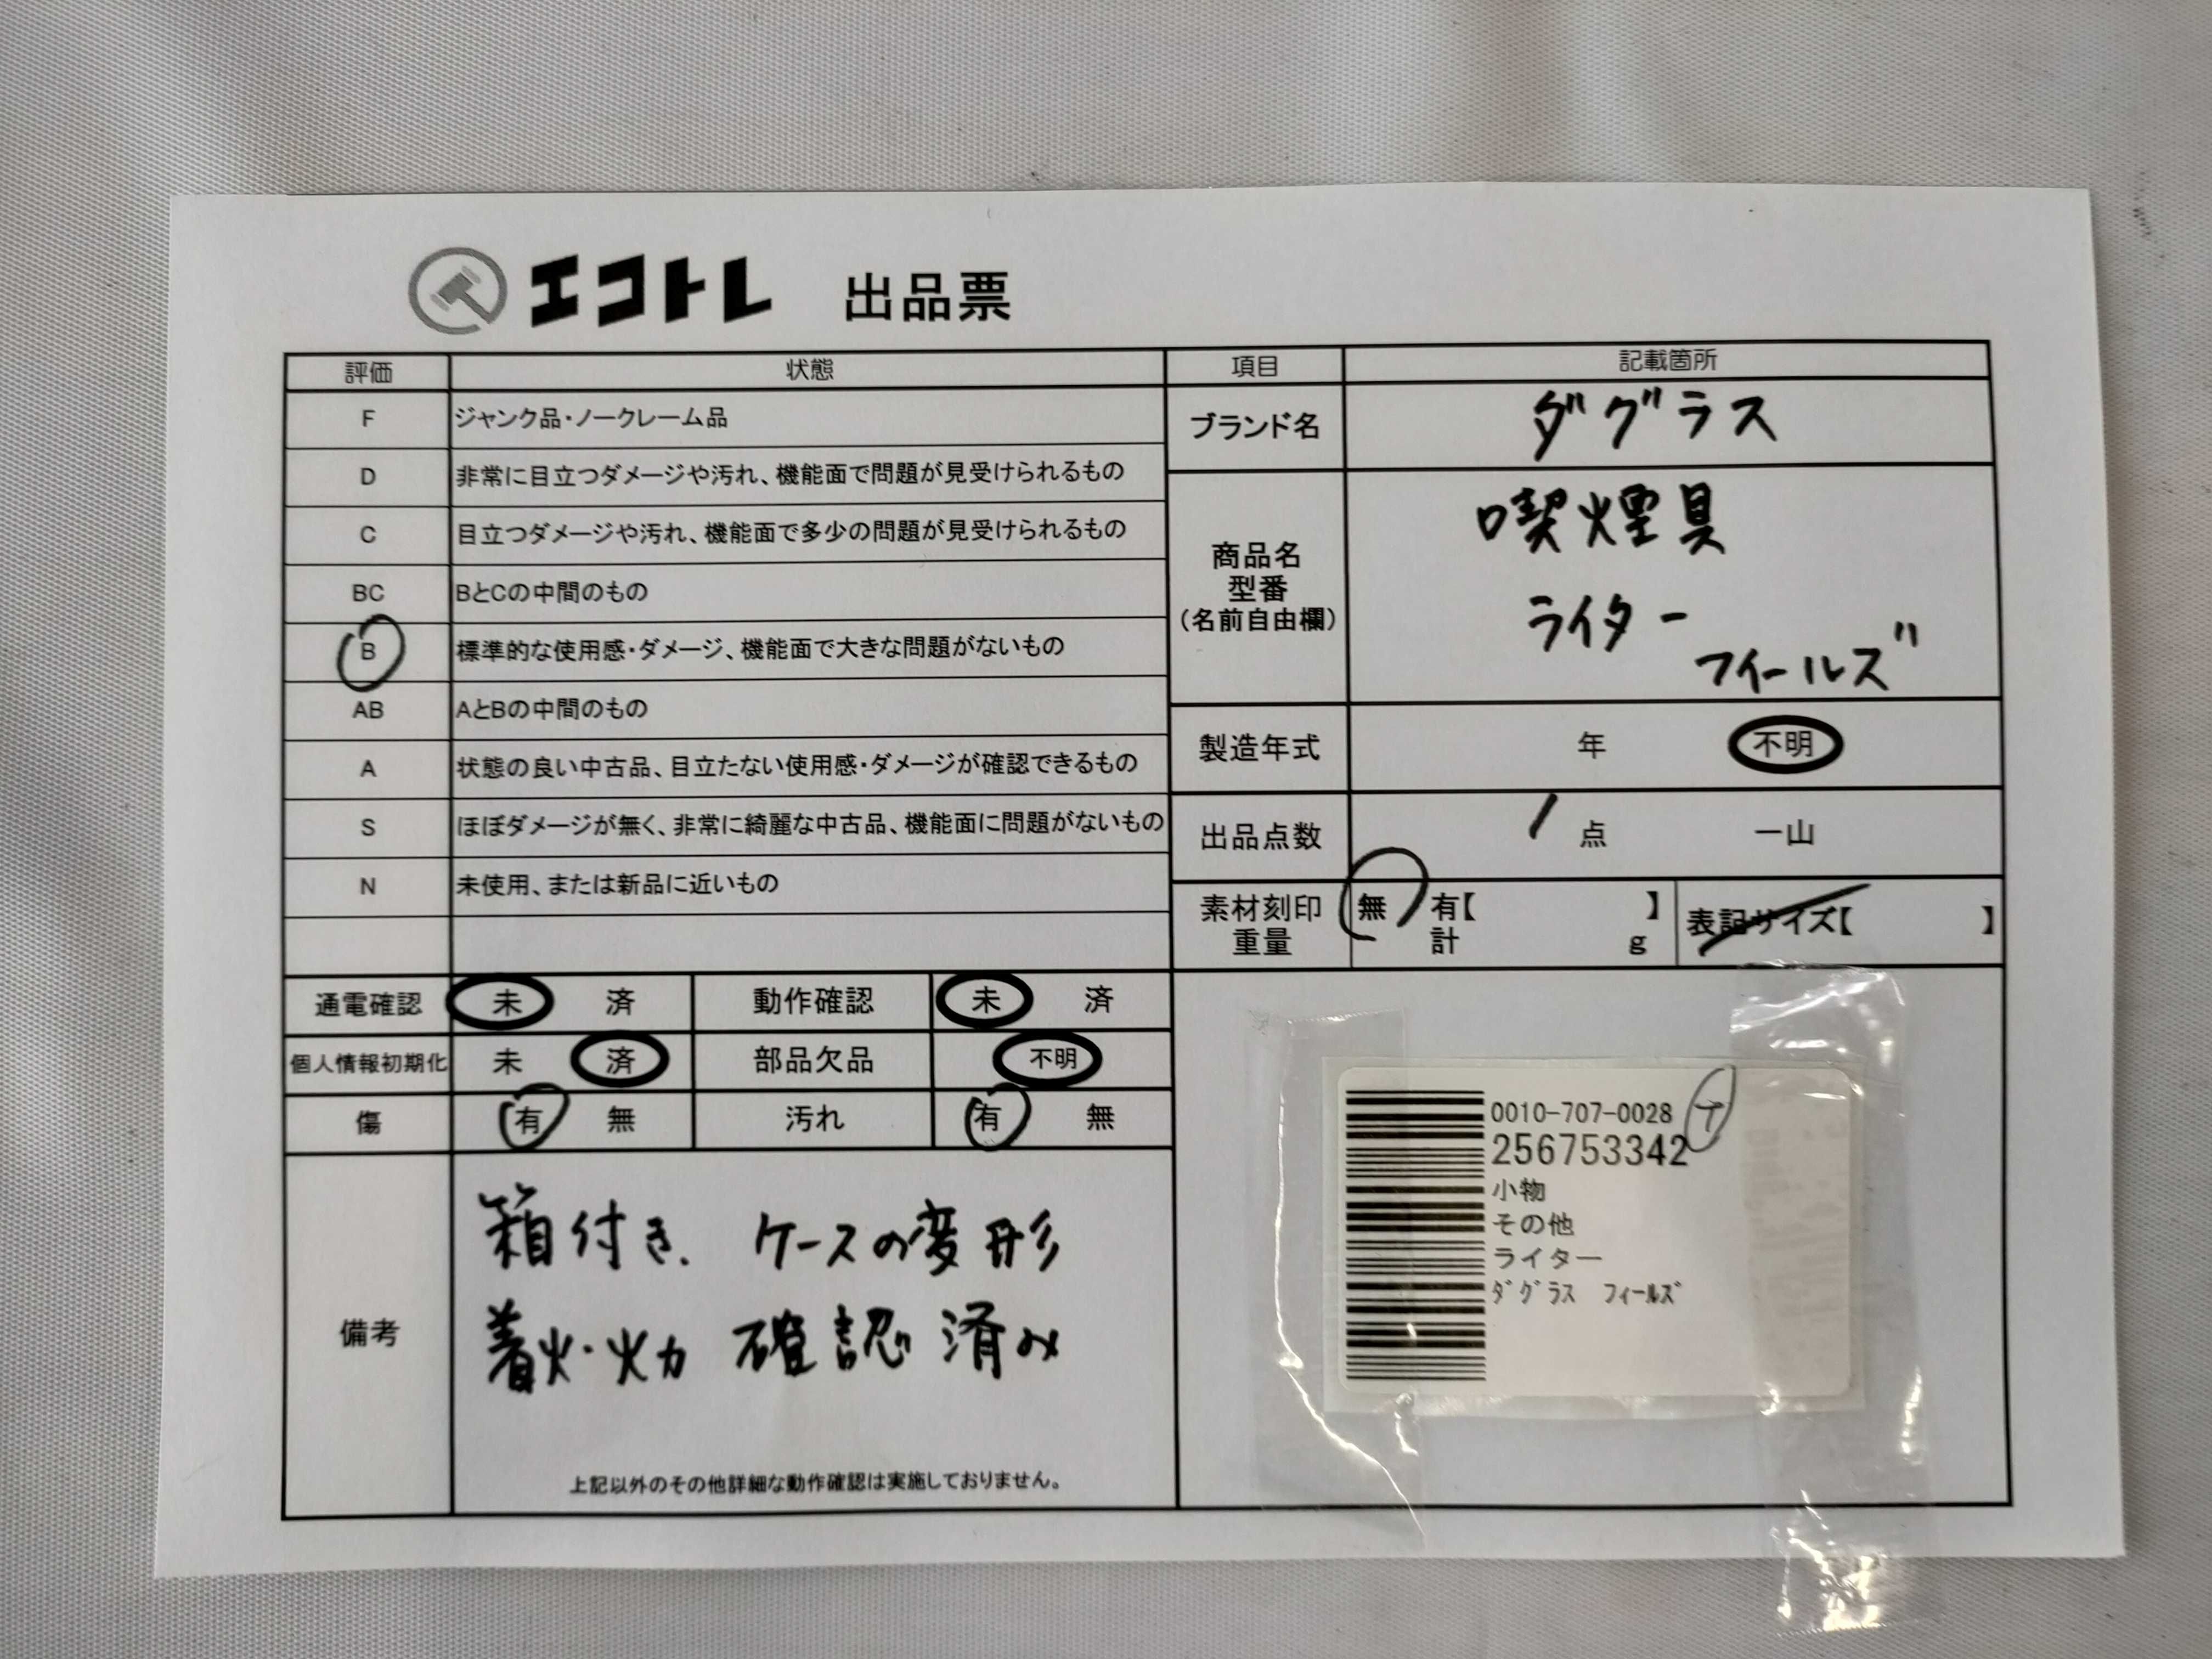 エコトレ 出品票
評価 状態
F ジャンク品・ノークレーム品
D 非常に目立つダメージや汚れ、機能面で問題が見受けられるもの
C 目立つダメージや汚れ、機能面で多少の問題が見受けられるもの
BC BとCの中間のもの
B 標準的な使用感・ダメージ、機能面で大きな問題がないもの
AB AとBの中間のもの
A 状態の良い中古品、目立たない使用感・ダメージが確認できるもの
S ほぼダメージが無く、非常に綺麗な中古品、機能面に問題がないもの
N 未使用、または新品に近いもの
項目 記載箇所
ブランド名 ダグラス
商品名
型番
(名前自由欄)
喫煙具
ライター
フィールズ
製造年式 年 不明
出品点数 1 点 一山
素材刻印 無 有【 】 表記サイズ【 】
重量 計 g
通電確認 未 済 動作確認 未 済
個人情報初期化 未 済 部品欠品 不明
傷 有 無 汚れ 有 無
備考
箱付き、ケースの変形
着火・火力 確認済み
上記以外のその他詳細な動作確認は実施しておりません。
0010-707-0028
256753342
小物
その他
ライター
ﾀﾞｸﾞﾗｽ ﾌｨｰﾙｽﾞ